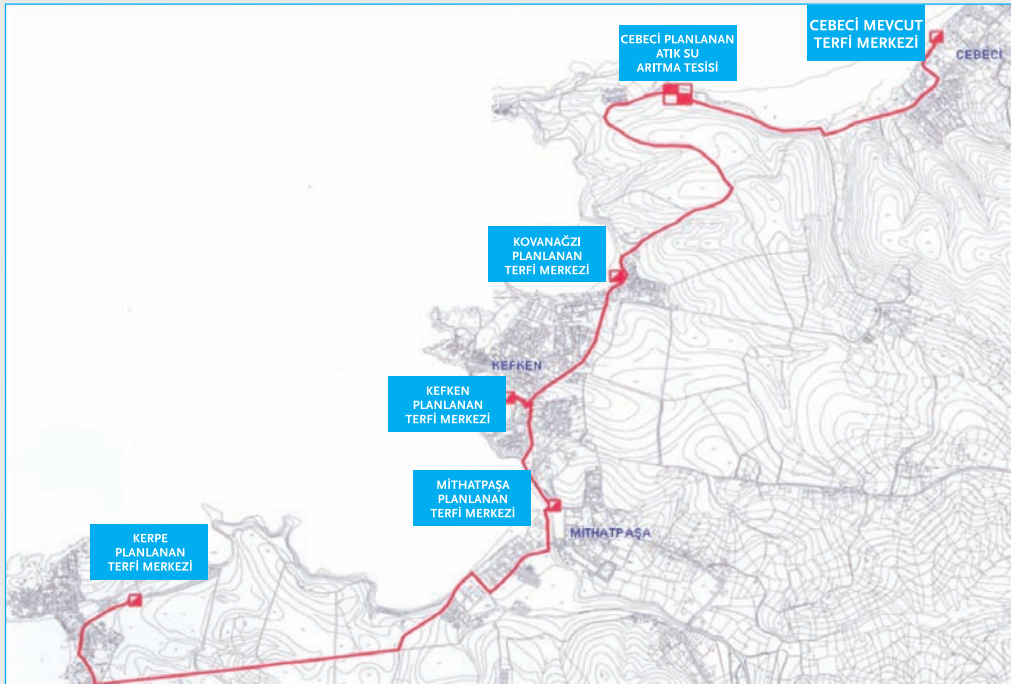 CEBECİ MEVCUT
TERFİ MERKEZİ
CEBECİ PLANLANAN
ATIK SU
ARITMA TESİSİ
CEBECİ
KOVANAĞZI
PLANLANAN
TERFİ MERKEZİ
KEFKEN
KEFKEN
PLANLANAN
TERFİ MERKEZİ
MİTHATPAŞA
PLANLANAN
TERFİ MERKEZİ
MİTHATPAŞA
KERPE
PLANLANAN
TERFİ MERKEZİ